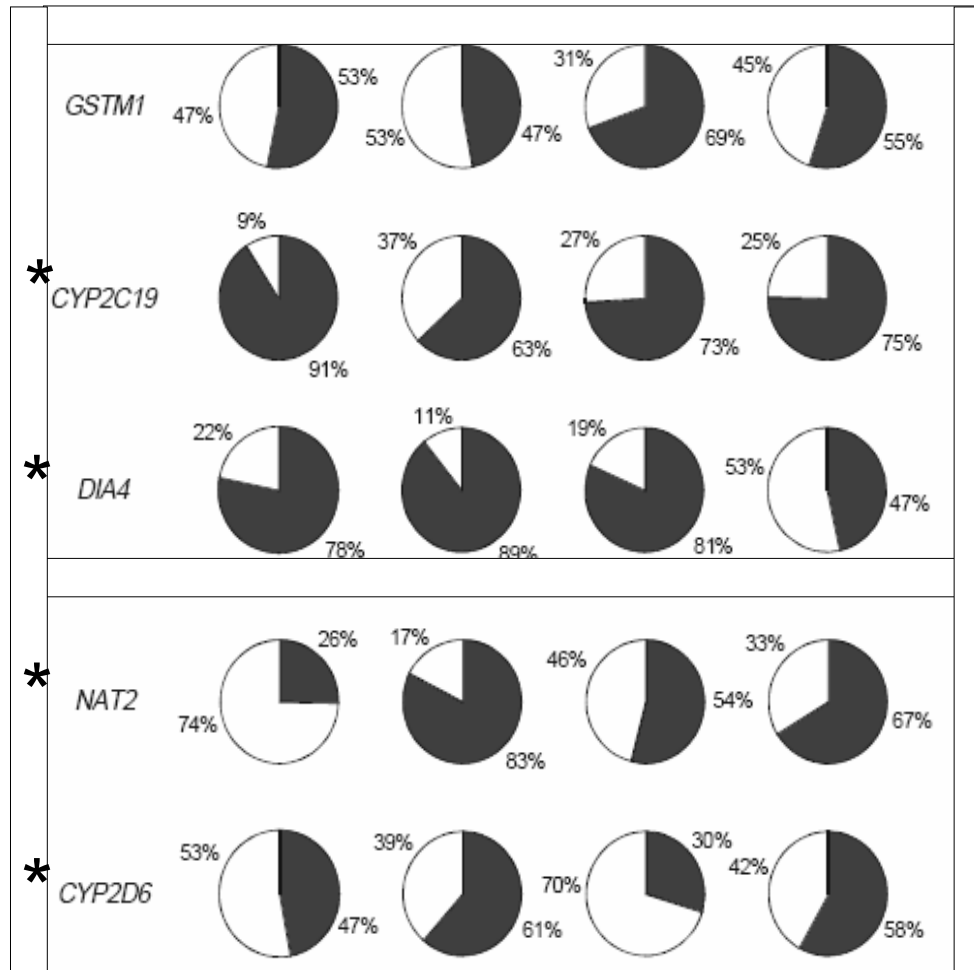 53% 31% 45%
GSTM1
47% 53% 47% 69% 55%
9% 37% 27% 25%
*
CYP2C19
91% 63% 73% 75%
22% 11% 19% 53%
*
DIA4
47%
78% 89% 81%
26% 17% 46% 33%
*
NAT2
74% 83% 54% 67%
53% 39% 30% 42%
*
CYP2D6
70%
47% 61% 58%